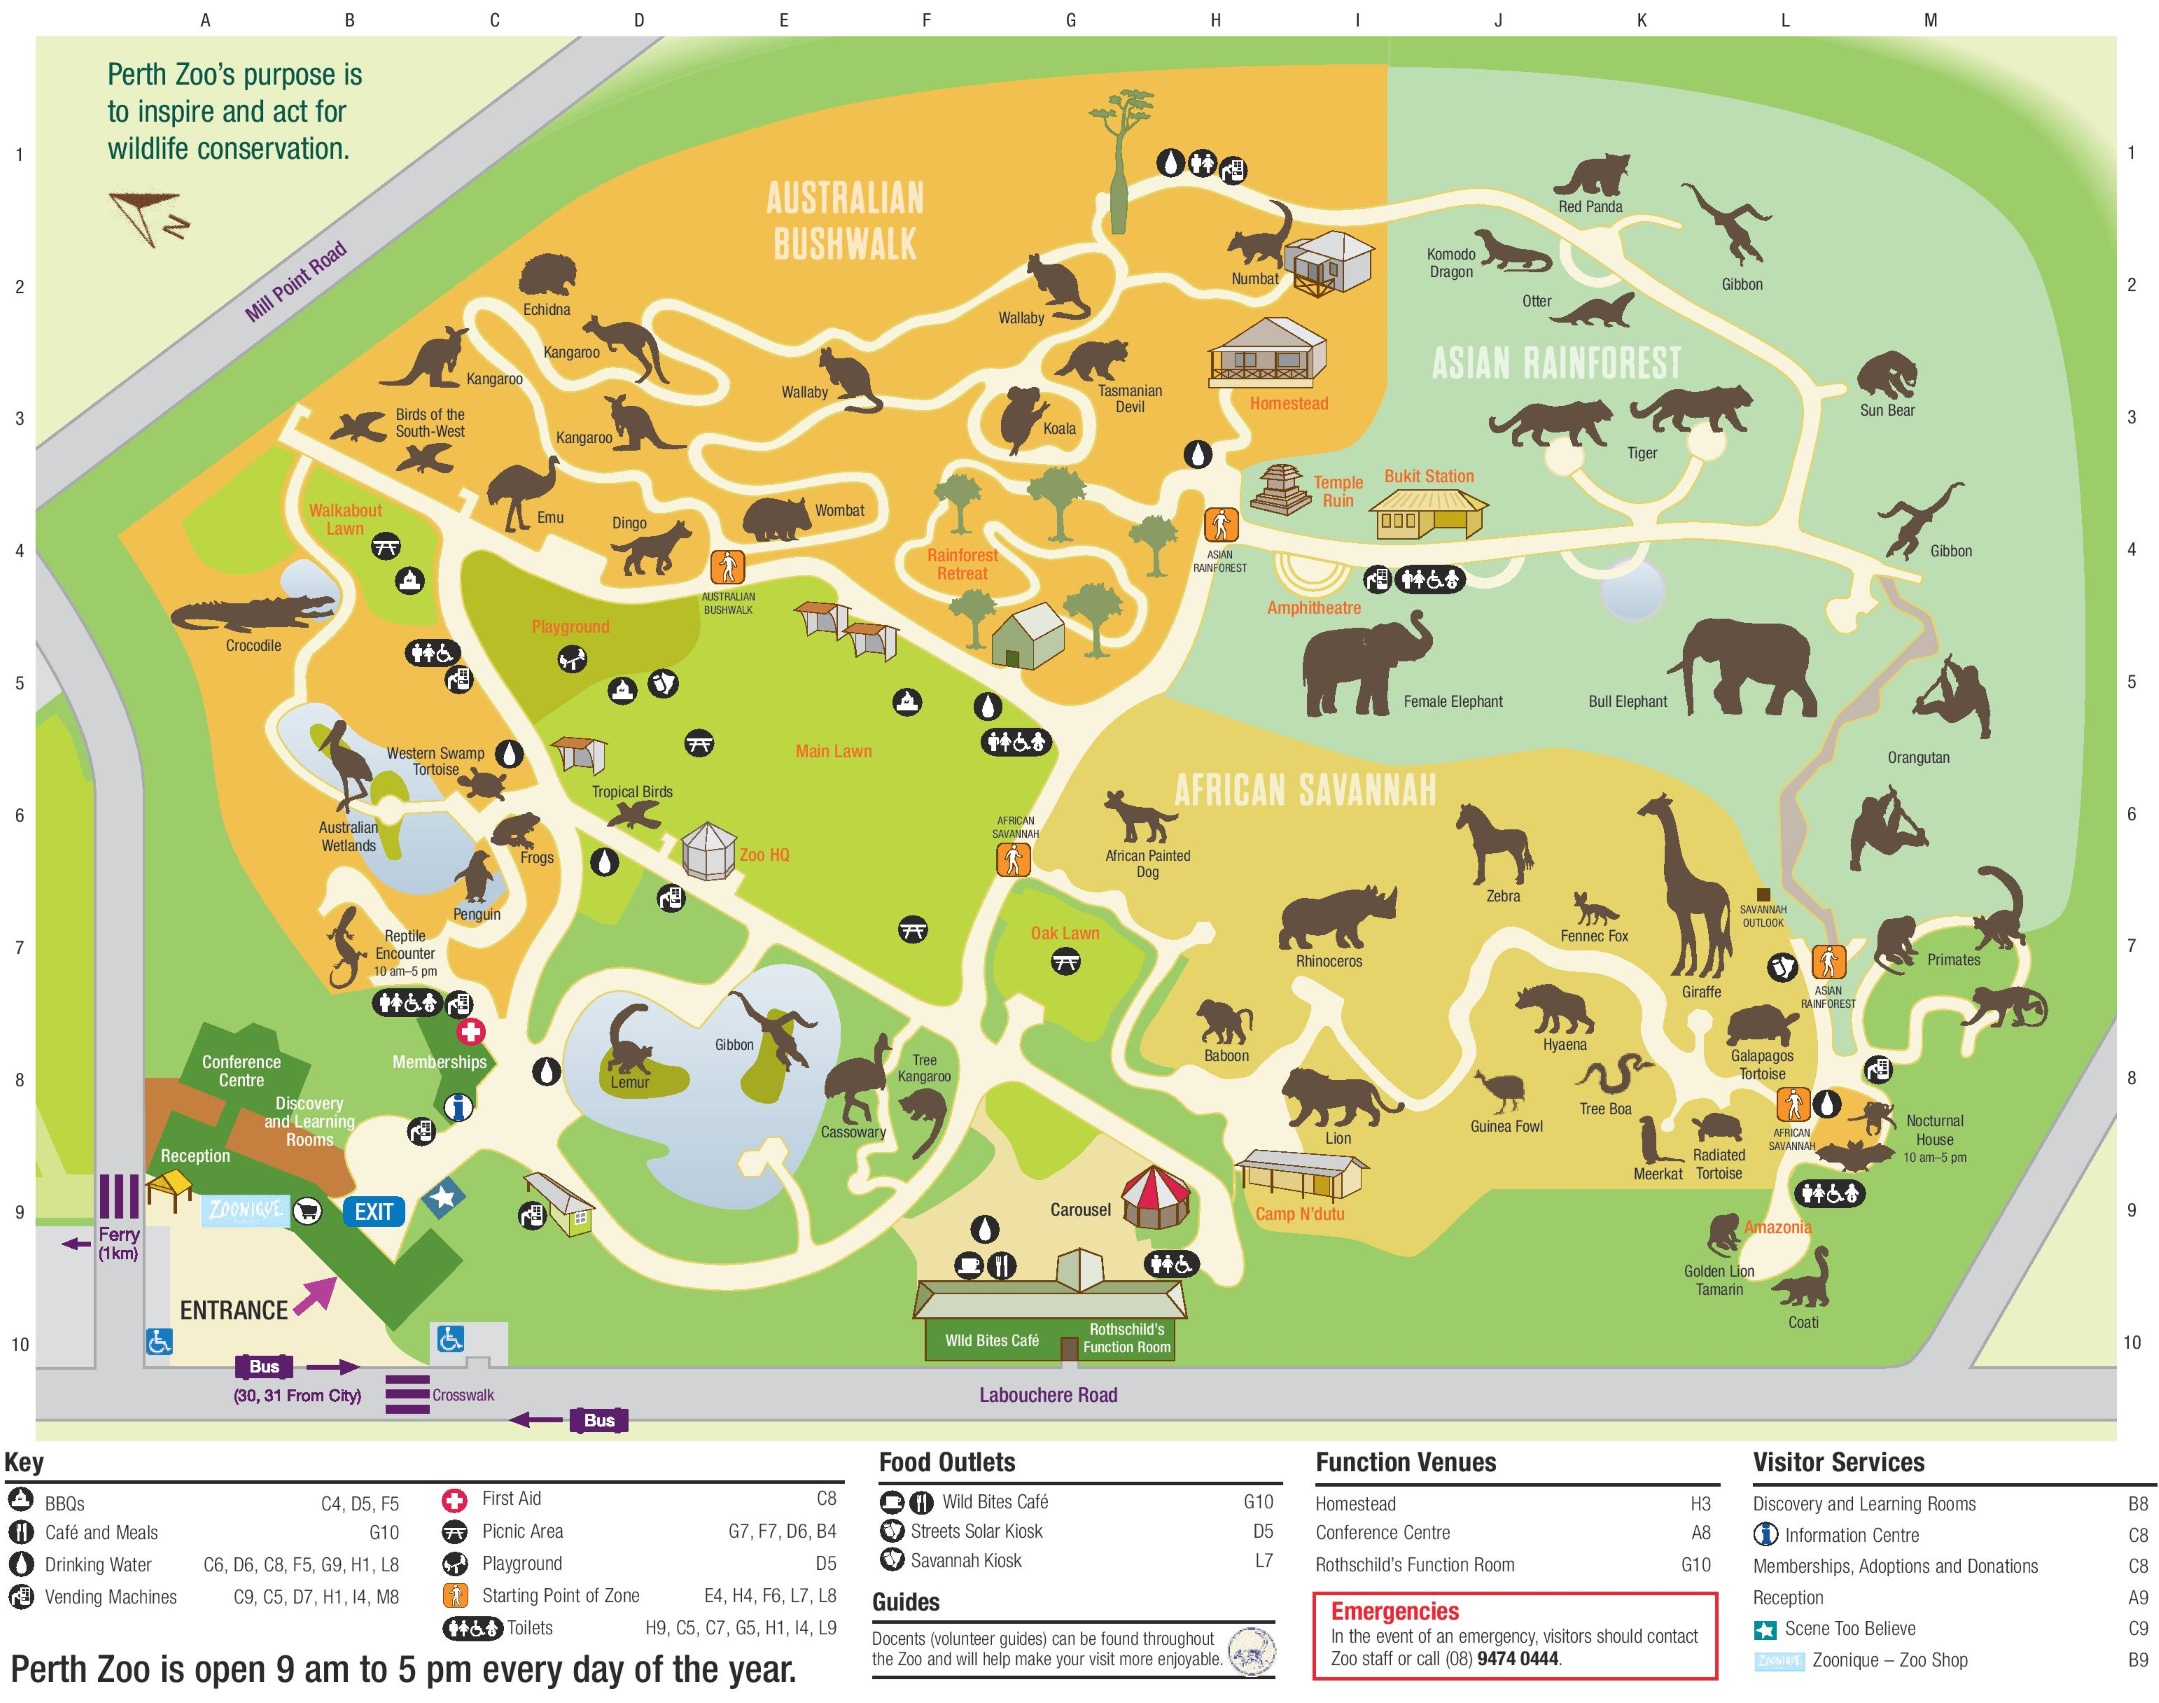 A B C D E F G H I J K L M
Perth Zoo's purpose is
to inspire and act for
wildlife conservation.
N
1
2
3
4
5
6
7
8
9
10
1
2
3
4
5
6
7
8
9
10
Mill Point Road
AUSTRALIAN
BUSHWALK
Echidna
Kangaroo
Kangaroo
Kangaroo
Wallaby
Wallaby
Numbat
Tasmanian
Devil
Koala
Homestead
Birds of the
South-West
Emu
Dingo
Wombat
Walkabout
Lawn
AUSTRALIAN
BUSHWALK
Rainforest
Retreat
Crocodile
Playground
Main Lawn
Western Swamp
Tortoise
Tropical Birds
Australian
Wetlands
Frogs
Zoo HQ
Penguin
Reptile
Encounter
10 am–5 pm
ASIAN RAINFOREST
Red Panda
Komodo
Dragon
Otter
Gibbon
Sun Bear
Tiger
Temple
Ruin
Bukit Station
ASIAN
RAINFOREST
Amphitheatre
Gibbon
Female Elephant
Bull Elephant
Orangutan
AFRICAN SAVANNAH
AFRICAN
SAVANNAH
African Painted
Dog
Zebra
Rhinoceros
Fennec Fox
Giraffe
SAVANNAH
OUTLOOK
ASIAN
RAINFOREST
Primates
Oak Lawn
Baboon
Hyaena
Galapagos
Tortoise
Lion
Guinea Fowl
Tree Boa
Meerkat
Radiated
Tortoise
AFRICAN
SAVANNAH
Nocturnal
House
10 am–5 pm
Camp N'dutu
Amazonia
Golden Lion
Tamarin
Coati
Conference
Centre
Memberships
Discovery
and Learning
Rooms
Reception
Lemur
Gibbon
Cassowary
Tree
Kangaroo
ZOONIQUE
EXIT
Ferry
(1km)
ENTRANCE
Carousel
Wild Bites Café
Rothschild's
Function Room
Bus
(30, 31 From City)
Crosswalk
Bus
Labouchere Road
Key
BBQs C4, D5, F5
Café and Meals G10
Drinking Water C6, D6, C8, F5, G9, H1, L8
Vending Machines C9, C5, D7, H1, I4, M8
First Aid C8
Picnic Area G7, F7, D6, B4
Playground D5
Starting Point of Zone E4, H4, F6, L7, L8
Toilets H9, C5, C7, G5, H1, I4, L9
Perth Zoo is open 9 am to 5 pm every day of the year.
Food Outlets
Wild Bites Café G10
Streets Solar Kiosk D5
Savannah Kiosk L7
Guides
Docents (volunteer guides) can be found throughout
the Zoo and will help make your visit more enjoyable.
Function Venues
Homestead H3
Conference Centre A8
Rothschild's Function Room G10
Emergencies
In the event of an emergency, visitors should contact
Zoo staff or call (08) 9474 0444.
Visitor Services
Discovery and Learning Rooms B8
Information Centre C8
Memberships, Adoptions and Donations C8
Reception A9
Scene Too Believe C9
ZOONIQUE Zoonique – Zoo Shop B9